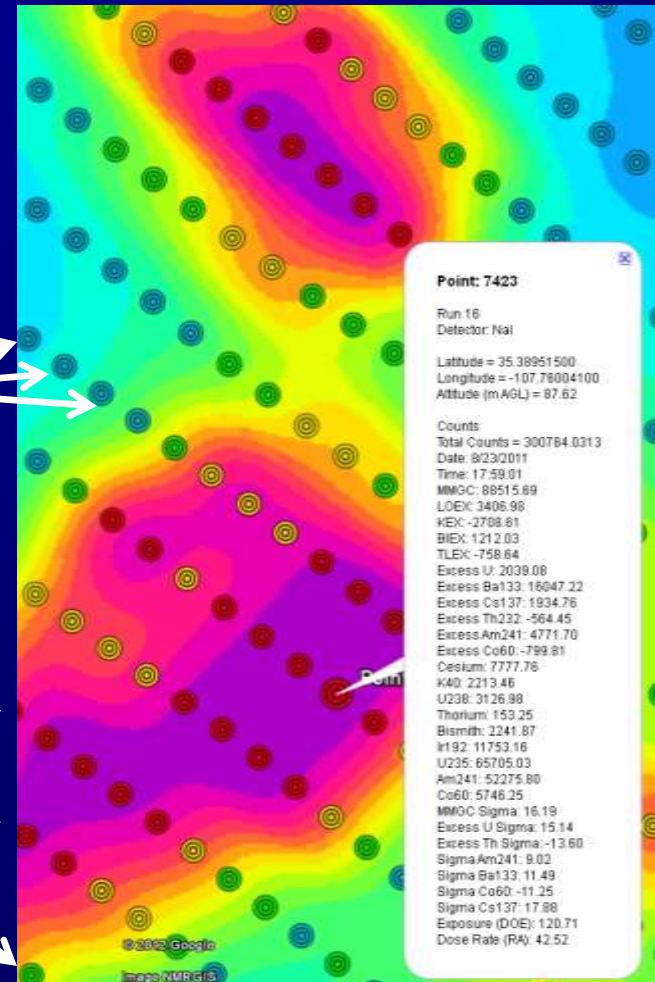 Point: 7423
Run 16
Detector: NaI
Latitude = 35.38951500
Longitude = -107.76004100
Altitude (m AGL) = 87.62
Counts
Total Counts = 300784.0313
Date: 8/23/2011
Time: 17:59:01
MMGC: 88515.69
LOEX: 3406.98
KEX: -2708.61
BIEX: 1212.03
TLEX: -758.64
Excess U: 2039.08
Excess Ba133: 16047.22
Excess Cs137: 1934.76
Excess Th232: -564.45
Excess Am241: 4771.70
Excess Co60: -799.81
Cesium: 7777.76
K40: 2213.46
U238: 3126.98
Thorium: 153.25
Bismith: 2241.87
Ir192: 11753.16
U235: 65705.03
Am241: 52275.80
Co60: 5746.25
MMGC Sigma: 16.19
Excess U Sigma: 15.14
Excess Th Sigma: -13.60
Sigma Am241: 9.02
Sigma Ba133: 11.49
Sigma Co60: -11.25
Sigma Cs137: 17.88
Exposure (DOE): 120.71
Dose Rate (RA): 42.52
Poin
© 2012 Google
Image NMRGIS